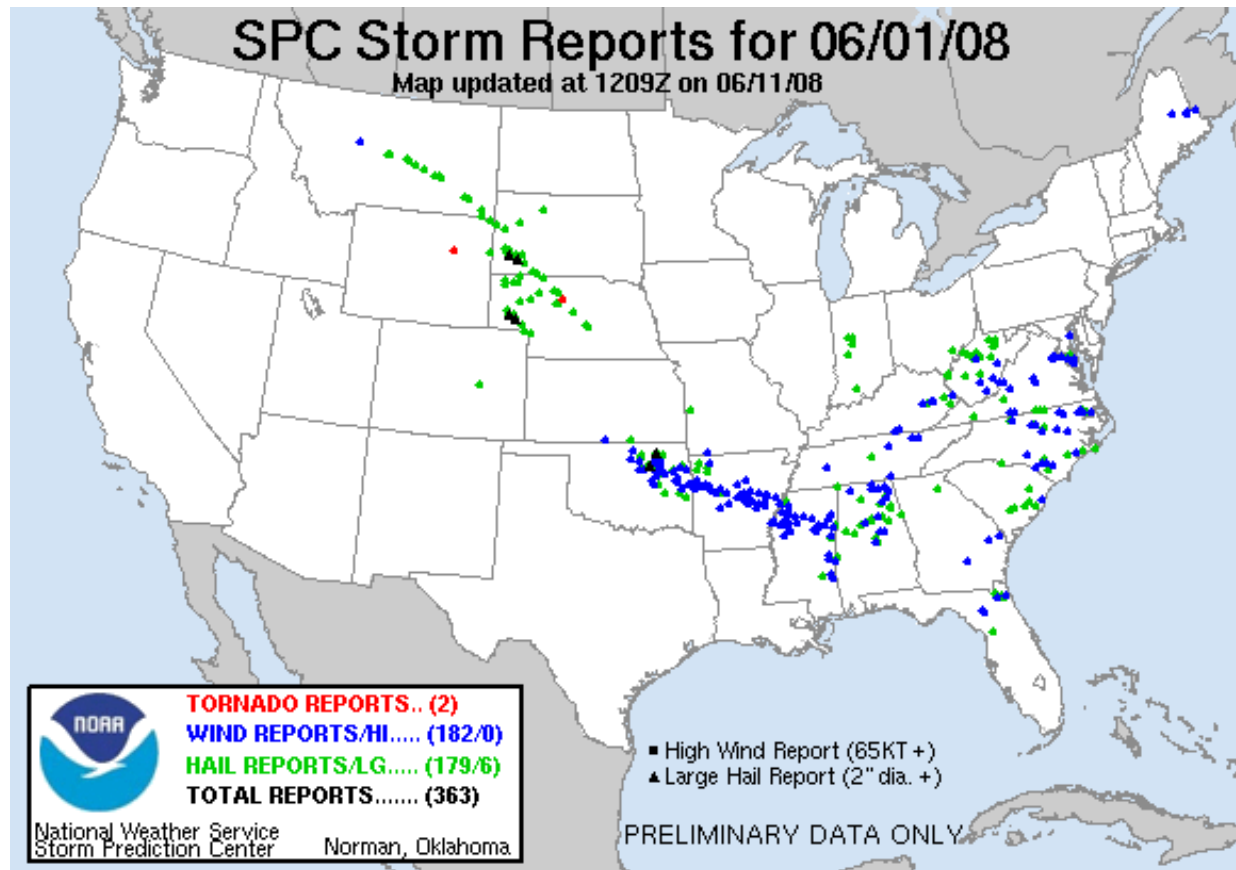 SPC Storm Reports for 06/01/08
Map updated at 1209Z on 06/11/08
NOAA
TORNADO REPORTS.. (2)
WIND REPORTS/HI..... (182/0)
HAIL REPORTS/LG..... (179/6)
TOTAL REPORTS....... (363)
National Weather Service
Storm Prediction Center Norman, Oklahoma
High Wind Report (65KT +)
Large Hail Report (2" dia. +)
PRELIMINARY DATA ONLY